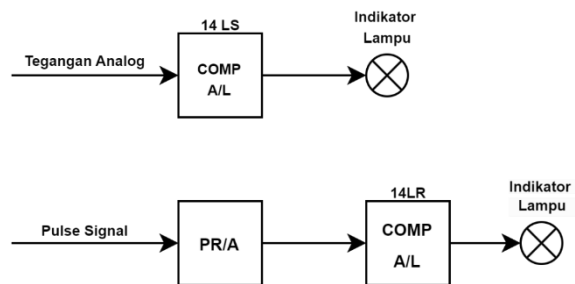 Indikator
Lampu
14 LS
Tegangan Analog
COMP
A/L
Indikator
Lampu
14LR
Pulse Signal
PR/A
COMP
A/L